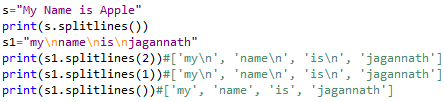 s="My Name is Apple"
print(s.splitlines())
s1="my\nname\nis\njagannath"
print(s1.splitlines(2))#['my\n', 'name\n', 'is\n', 'jagannath']
print(s1.splitlines(1))#['my\n', 'name\n', 'is\n', 'jagannath']
print(s1.splitlines())#['my', 'name', 'is', 'jagannath']